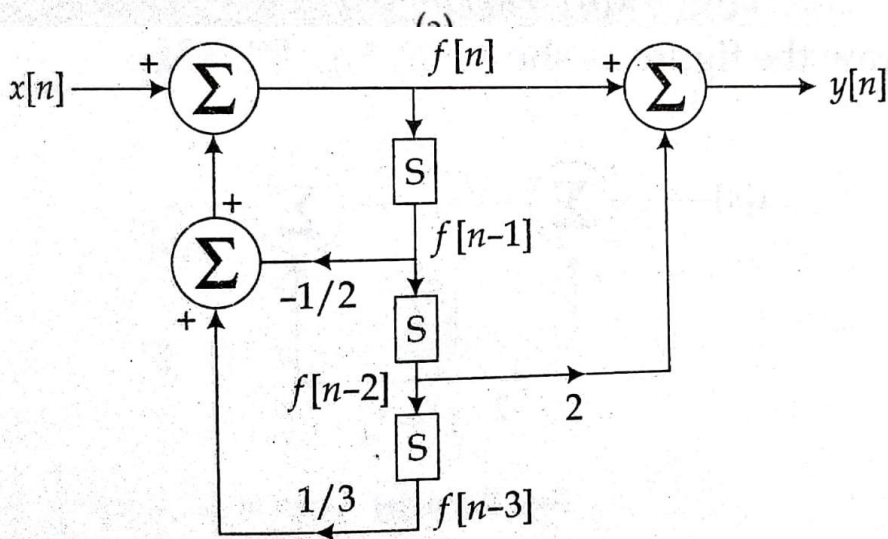 (a)
x[n]
+
Σ
f[n]
+
Σ
y[n]
S
+
f[n–1]
Σ
–1/2
+
S
f[n–2]
2
S
1/3
f[n–3]